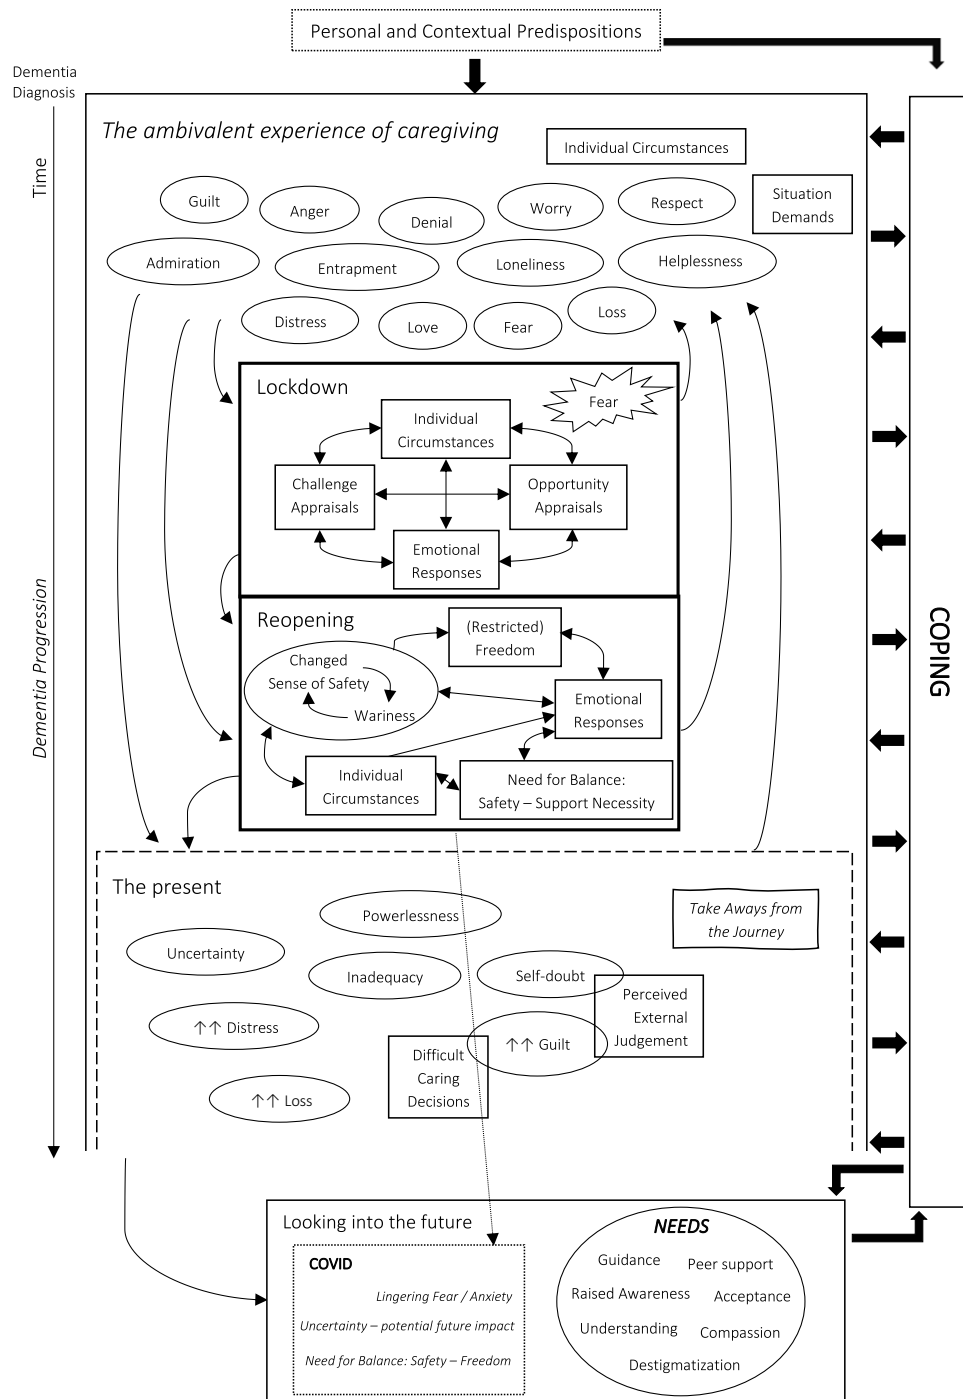 Personal and Contextual Predispositions
Dementia
Diagnosis
Time
Dementia Progression
The ambivalent experience of caregiving
Individual Circumstances
Situation
Demands
Guilt
Anger
Denial
Worry
Respect
Admiration
Entrapment
Loneliness
Helplessness
Distress
Love
Fear
Loss
Lockdown
Fear
Individual
Circumstances
Challenge
Appraisals
Opportunity
Appraisals
Emotional
Responses
Reopening
(Restricted)
Freedom
Changed
Sense of Safety
Wariness
Emotional
Responses
Individual
Circumstances
Need for Balance:
Safety – Support Necessity
COPING
The present
Powerlessness
Take Aways from
the Journey
Uncertainty
Inadequacy
Self-doubt
Perceived
External
Judgement
↑↑ Distress
↑↑ Guilt
Difficult
Caring
Decisions
↑↑ Loss
Looking into the future
COVID
Lingering Fear / Anxiety
Uncertainty – potential future impact
Need for Balance: Safety – Freedom
NEEDS
Guidance
Peer support
Raised Awareness
Acceptance
Understanding
Compassion
Destigmatization